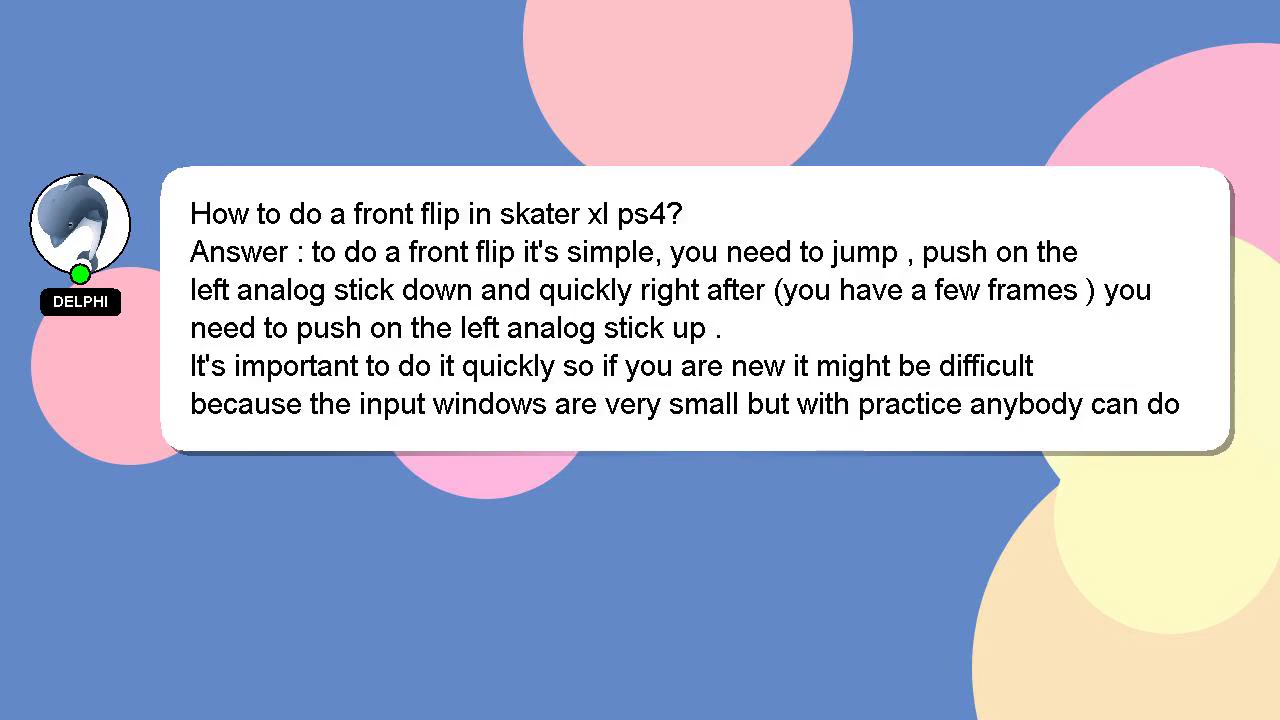 How to do a front flip in skater xl ps4?
Answer : to do a front flip it's simple, you need to jump , push on the
left analog stick down and quickly right after (you have a few frames ) you
need to push on the left analog stick up .
It's important to do it quickly so if you are new it might be difficult
because the input windows are very small but with practice anybody can do
DELPHI